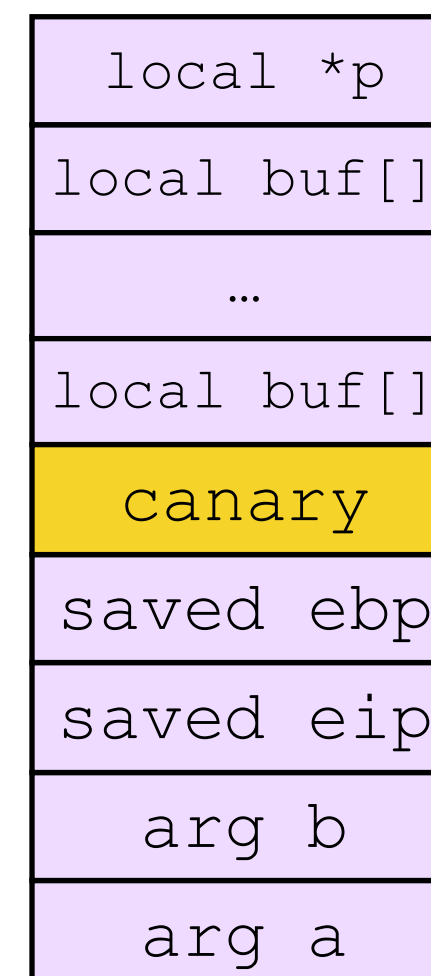 local *p
local buf[]
…
local buf[]
canary
saved ebp
saved eip
arg b
arg a